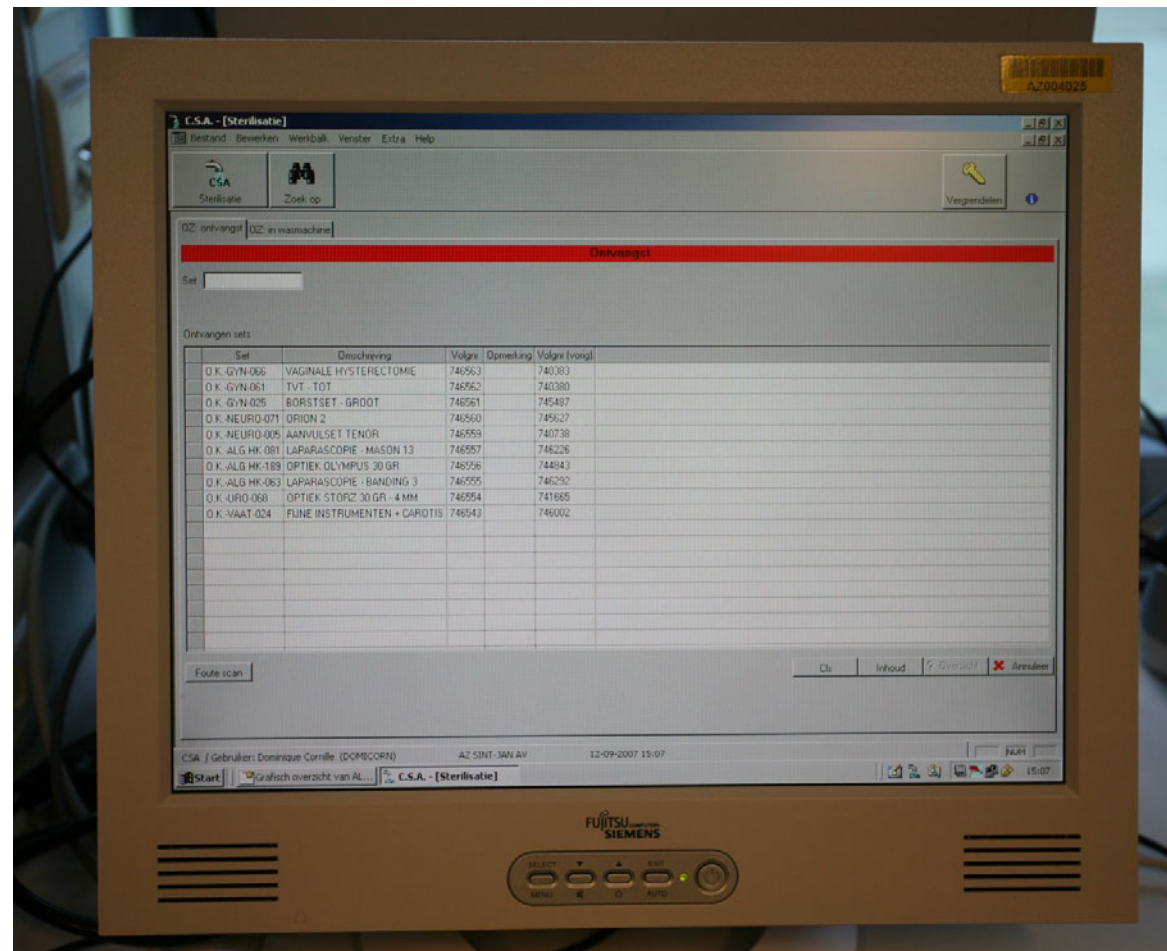 AZ004025
C.S.A. - [Sterilisatie]
Bestand Bewerken Werkbalk Venster Extra Help
CSA
Sterilisatie
Zoek op
Vergrendelen
OZ: ontvangst OZ: in wasmachine
Ontvangst
Set
Ontvangen sets
Set Omschrijving Volgnr Opmerking Volgnr (vorig)
O.K.-GYN-066 VAGINALE HYSTERECTOMIE 746563 740383
O.K.-GYN-061 TVT - TOT 746562 740380
O.K.-GYN-025 BORSTSET - GROOT 746561 745487
O.K.-NEURO-071 ORION 2 746560 745627
O.K.-NEURO-005 AANVULSET TENOR 746559 740738
O.K.-ALG HK-081 LAPARASCOPIE - MASON 13 746557 746226
O.K.-ALG HK-189 OPTIEK OLYMPUS 30 GR 746556 744843
O.K.-ALG HK-063 LAPARASCOPIE - BANDING 3 746555 746292
O.K.-URO-068 OPTIEK STORZ 30 GR - 4 MM 746554 741665
O.K.-VAAT-024 FIJNE INSTRUMENTEN + CAROTIS 746543 746002
Foute scan Cls Inhoud ? Overzicht Annuleer
CSA / Gebruiker: Dominique Cornille (DOMICORN) AZ SINT-JAN AV 12-09-2007 15:07 NUM
Start Grafisch overzicht van AL... C.S.A. - [Sterilisatie] 15:07
FUJITSU COMPUTERS
SIEMENS
SELECT EXIT
MENU AUTO